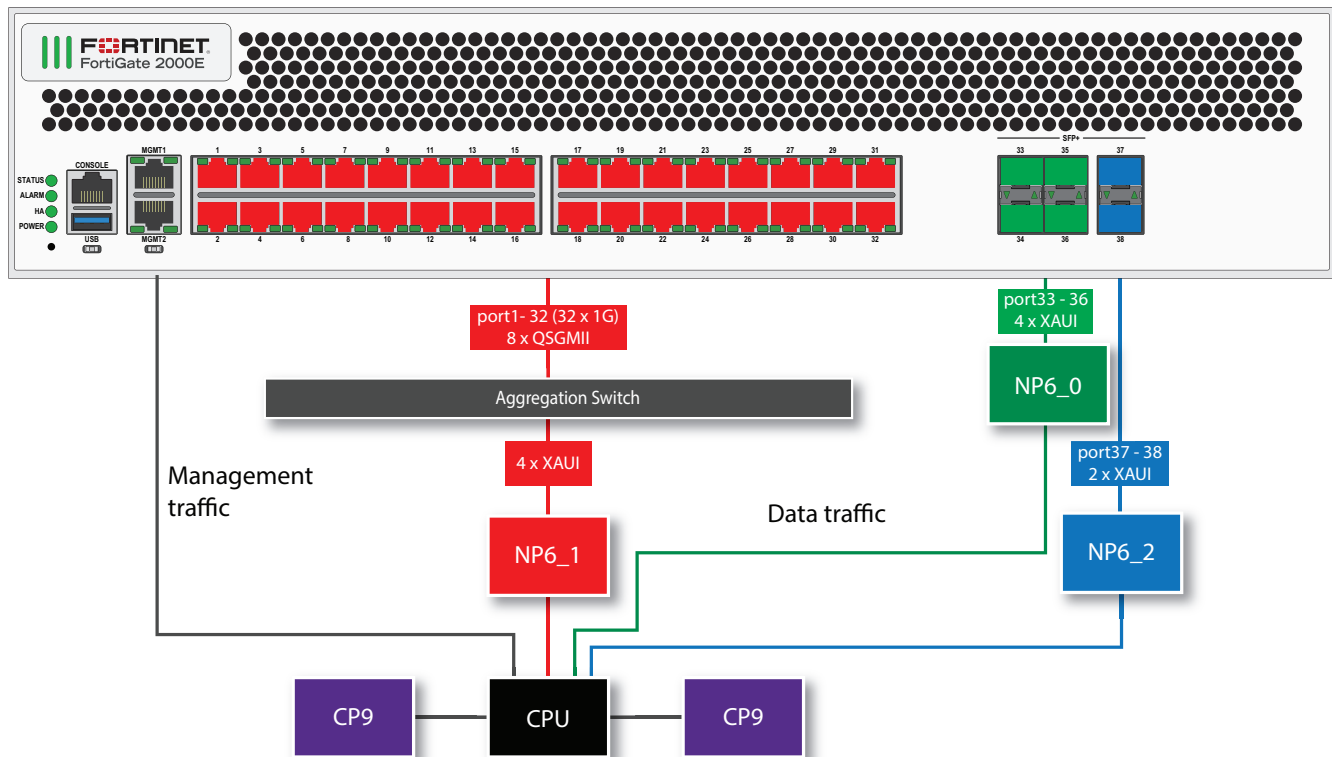 FORTINET
FortiGate 2000E
STATUS
ALARM
HA
POWER
CONSOLE
USB
MGMT1
MGMT2
1 3 5 7 9 11 13 15
2 4 6 8 10 12 14 16
17 19 21 23 25 27 29 31
18 20 22 24 26 28 30 32
SFP+
33 35 37
34 36 38
port1- 32 (32 x 1G)
8 x QSGMII
port33 - 36
4 x XAUI
Aggregation Switch
NP6_0
4 x XAUI
port37 - 38
2 x XAUI
Management
traffic
Data traffic
NP6_1
NP6_2
CP9
CPU
CP9